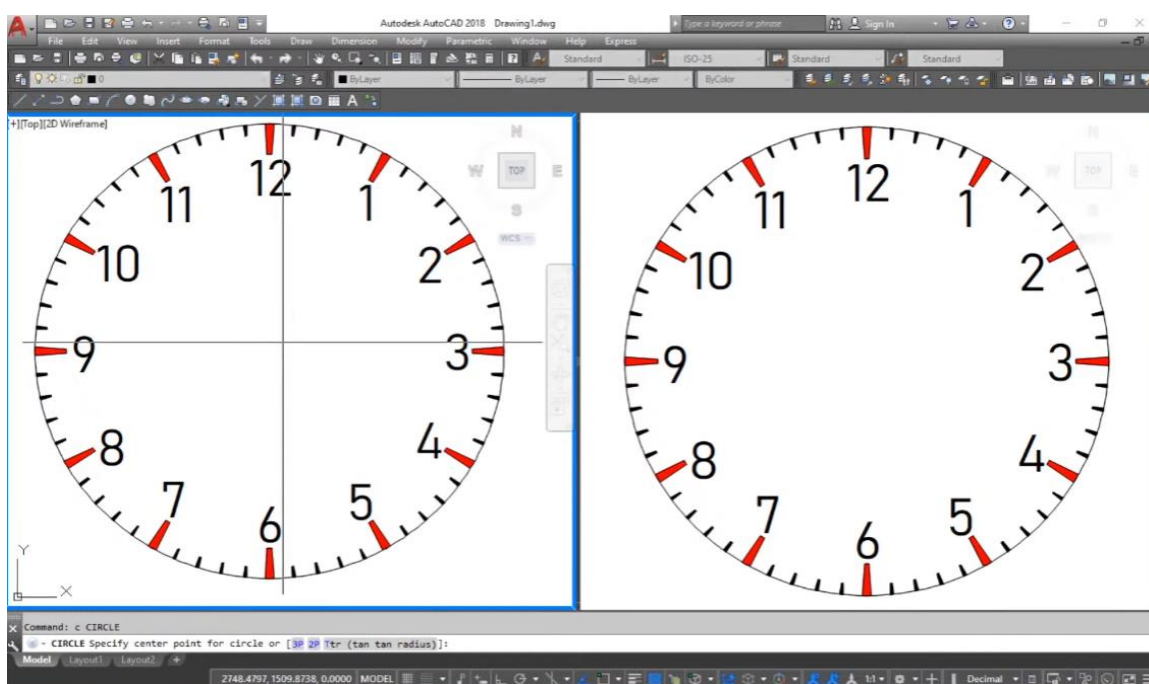 Autodesk AutoCAD 2018 Drawing1.dwg
Type a keyword or phrase
Sign In
File Edit View Insert Format Tools Draw Dimension Modify Parametric Window Help Express
Standard ISO-25 Standard Standard
0 ByLayer ByLayer ByLayer ByColor
[+][Top][2D Wireframe]
12
1
2
3
4
5
6
7
8
9
10
11
N
W TOP E
S
WCS
Y
X
12
1
2
3
4
5
6
7
8
9
10
11
N
W TOP E
Command: c CIRCLE
- CIRCLE Specify center point for circle or [3P 2P Ttr (tan tan radius)]:
Model Layout1 Layout2 +
2748.4797, 1509.8738, 0.0000 MODEL 1:1 Decimal